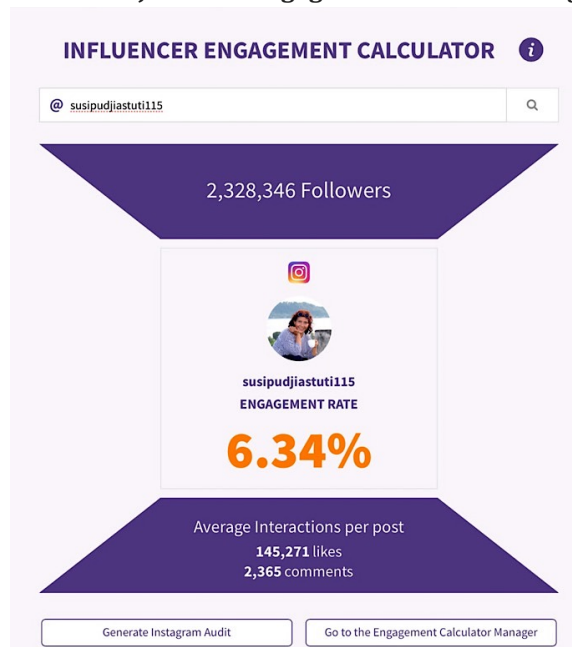 INFLUENCER ENGAGEMENT CALCULATOR i
@ susipudjiastuti115
2,328,346 Followers
susipudjiastuti115
ENGAGEMENT RATE
6.34%
Average Interactions per post
145,271 likes
2,365 comments
Generate Instagram Audit
Go to the Engagement Calculator Manager